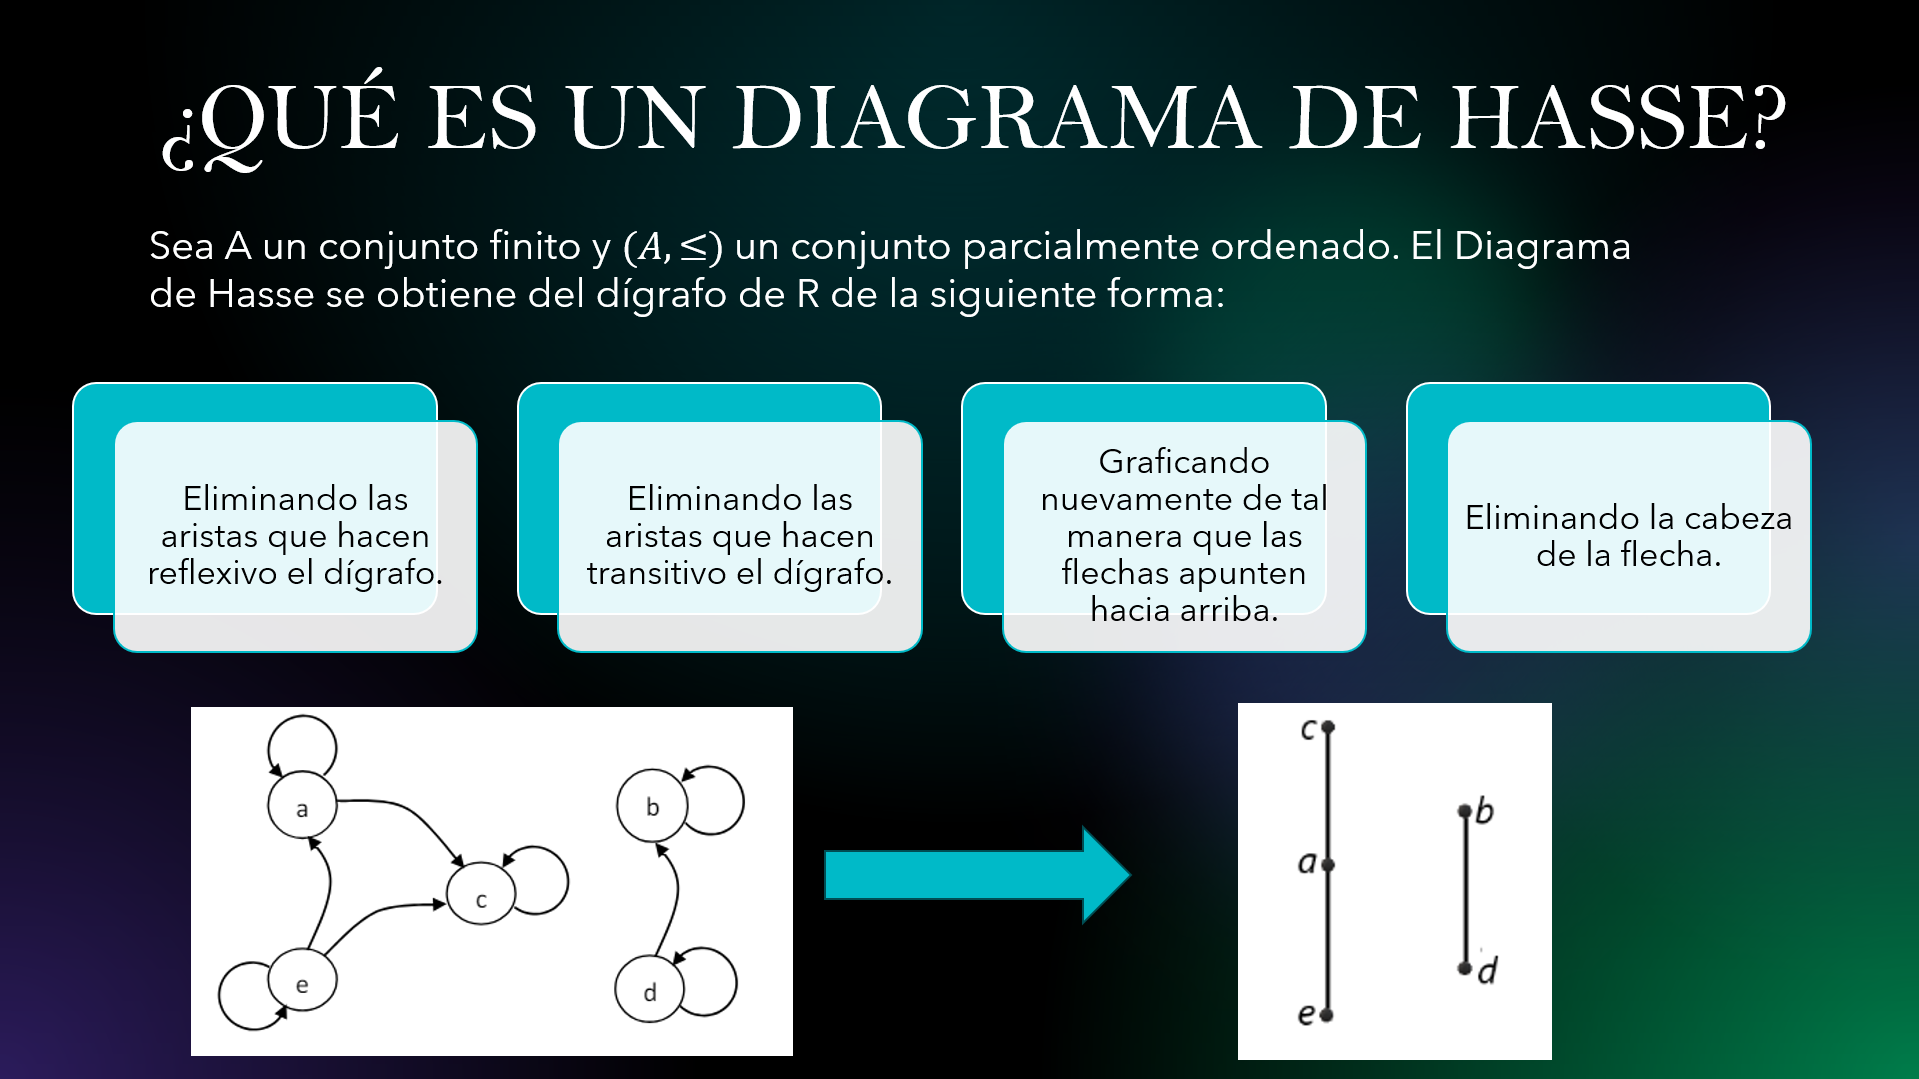 ¿QUÉ ES UN DIAGRAMA DE HASSE?
Sea A un conjunto finito y (A, ≤) un conjunto parcialmente ordenado. El Diagrama
de Hasse se obtiene del dígrafo de R de la siguiente forma:
Eliminando las
aristas que hacen
reflexivo el dígrafo.
Eliminando las
aristas que hacen
transitivo el dígrafo.
Graficando
nuevamente de tal
manera que las
flechas apunten
hacia arriba.
Eliminando la cabeza
de la flecha.
a
b
c
e
d
c
b
a
d
e